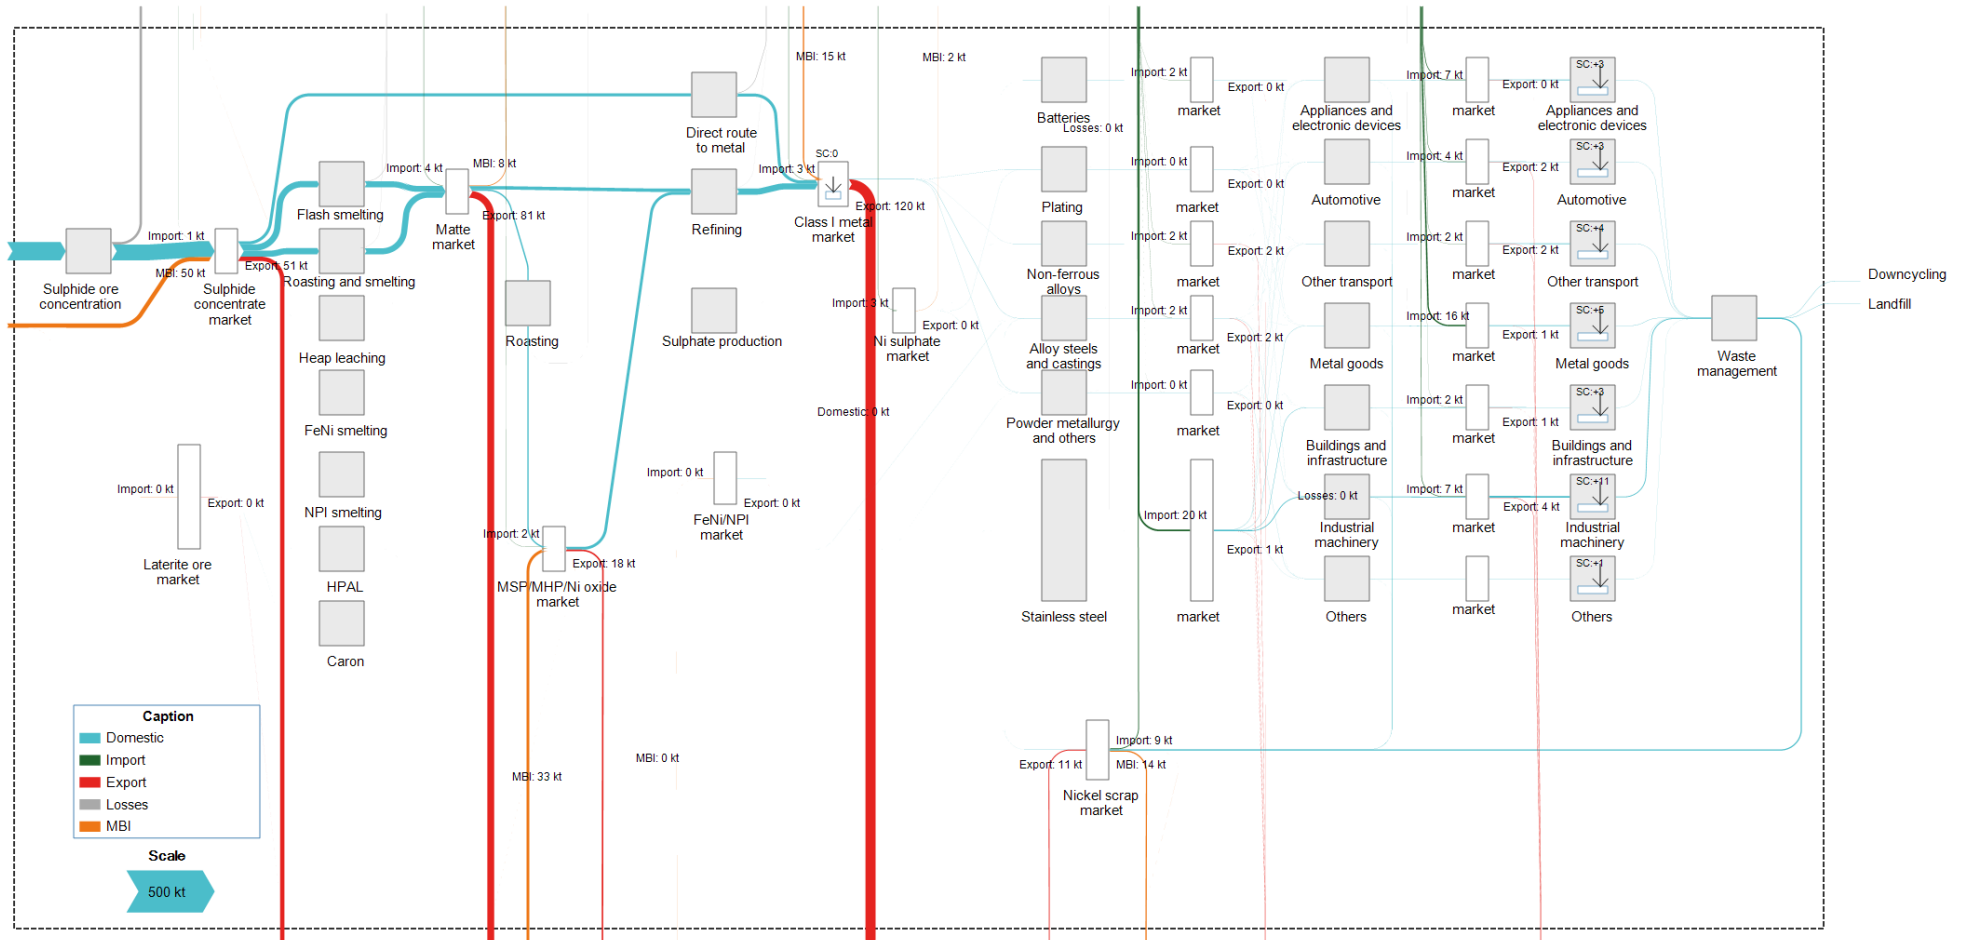 MBI: 15 kt
MBI: 2 kt
Import: 1 kt
MBI: 50 kt
Export: 51 kt
Sulphide ore
concentration
Sulphide
concentrate
market
Flash smelting
Roasting and smelting
Heap leaching
FeNi smelting
NPI smelting
HPAL
Caron
Import: 0 kt
Export: 0 kt
Laterite ore
market
Import: 4 kt
MBI: 8 kt
Export: 81 kt
Matte
market
Roasting
Import: 2 kt
Export: 18 kt
MSP/MHP/Ni oxide
market
MBI: 33 kt
MBI: 0 kt
Direct route
to metal
Refining
Sulphate production
Import: 0 kt
Export: 0 kt
FeNi/NPI
market
SC:0
Import: 3 kt
Export: 120 kt
Class I metal
market
Import: 3 kt
Export: 0 kt
Ni sulphate
market
Domestic: 0 kt
Batteries
Losses: 0 kt
Plating
Non-ferrous
alloys
Alloy steels
and castings
Powder metallurgy
and others
Stainless steel
Import: 2 kt
Export: 0 kt
market
Import: 0 kt
Export: 0 kt
market
Import: 2 kt
Export: 2 kt
market
Import: 2 kt
Export: 2 kt
market
Import: 0 kt
Export: 0 kt
market
Import: 20 kt
Export: 1 kt
market
Appliances and
electronic devices
Automotive
Other transport
Metal goods
Buildings and
infrastructure
Losses: 0 kt
Industrial
machinery
Others
Import: 7 kt
Export: 0 kt
market
Import: 4 kt
Export: 2 kt
market
Import: 2 kt
Export: 2 kt
market
Import: 16 kt
Export: 1 kt
market
Import: 2 kt
Export: 1 kt
market
Import: 7 kt
Export: 4 kt
market
market
SC:+3
Appliances and
electronic devices
SC:+3
Automotive
SC:+4
Other transport
SC:+5
Metal goods
SC:+3
Buildings and
infrastructure
SC:+11
Industrial
machinery
SC:+1
Others
Waste
management
Downcycling
Landfill
Import: 9 kt
Export: 11 kt
MBI: 14 kt
Nickel scrap
market
Caption
Domestic
Import
Export
Losses
MBI
Scale
500 kt